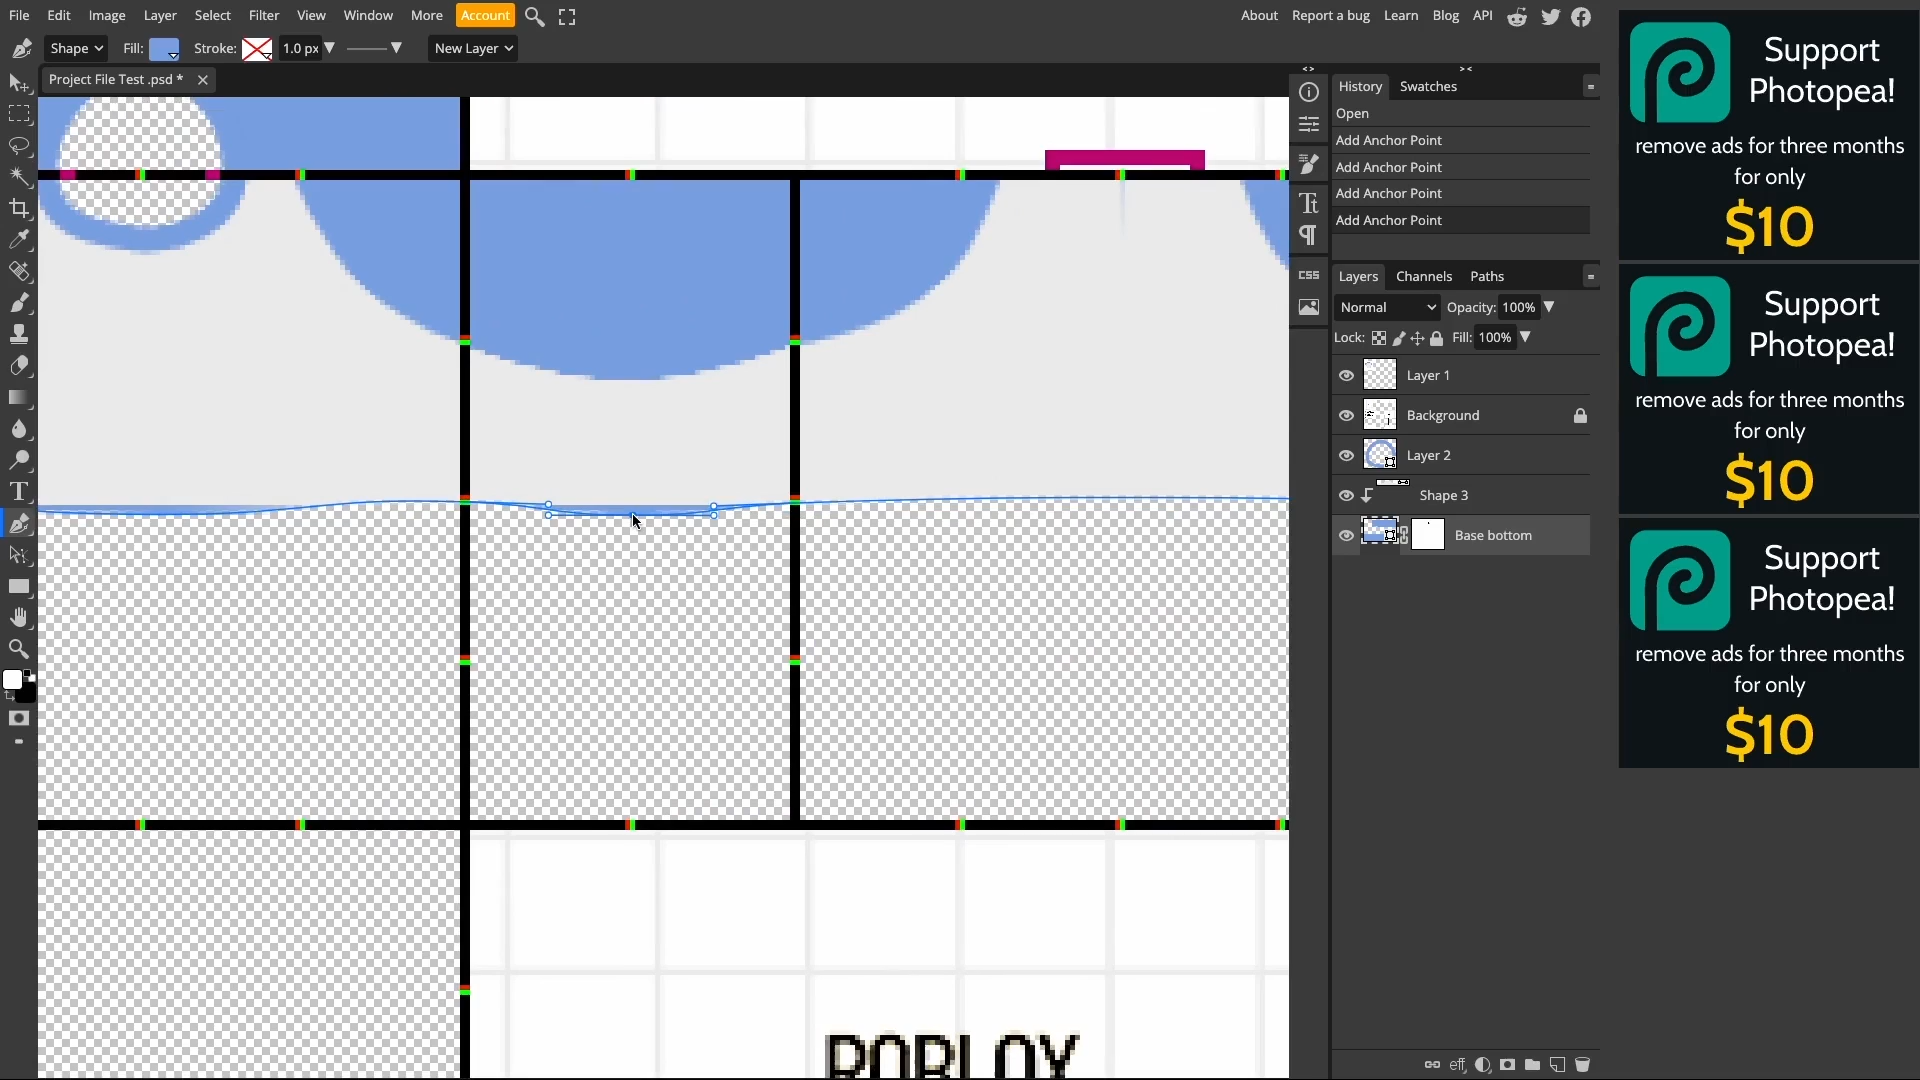 File Edit Image Layer Select Filter View Window More Account
About Report a bug Learn Blog API
Shape Fill: Stroke: 1.0 px New Layer
Project File Test .psd *
History Swatches
Open
Add Anchor Point
Add Anchor Point
Add Anchor Point
Add Anchor Point
CSS
Layers Channels Paths
Normal Opacity: 100%
Lock: Fill: 100%
Layer 1
Background
Layer 2
Shape 3
Base bottom
eff
ROBLOX
Support
Photopea!
remove ads for three months
for only
$10
Support
Photopea!
remove ads for three months
for only
$10
Support
Photopea!
remove ads for three months
for only
$10